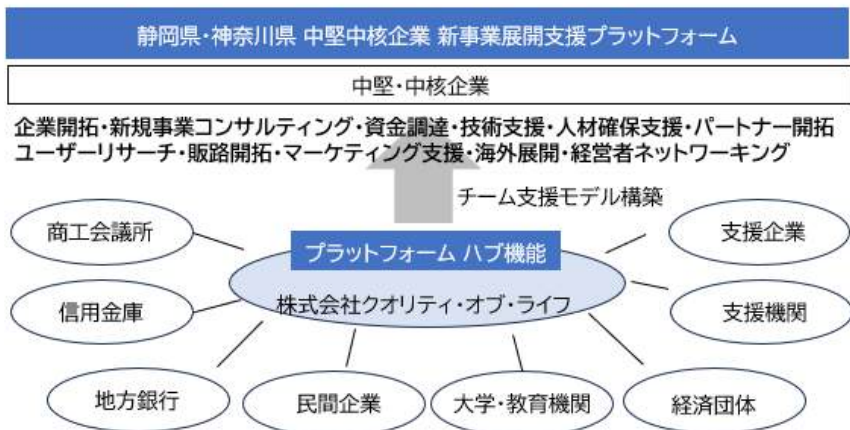 静岡県・神奈川県 中堅中核企業 新事業展開支援プラットフォーム
中堅・中核企業
企業開拓・新規事業コンサルティング・資金調達・技術支援・人材確保支援・パートナー開拓
ユーザーリサーチ・販路開拓・マーケティング支援・海外展開・経営者ネットワーキング
チーム支援モデル構築
商工会議所
支援企業
プラットフォーム ハブ機能
信用金庫
株式会社クオリティ・オブ・ライフ
支援機関
地方銀行
民間企業
大学・教育機関
経済団体